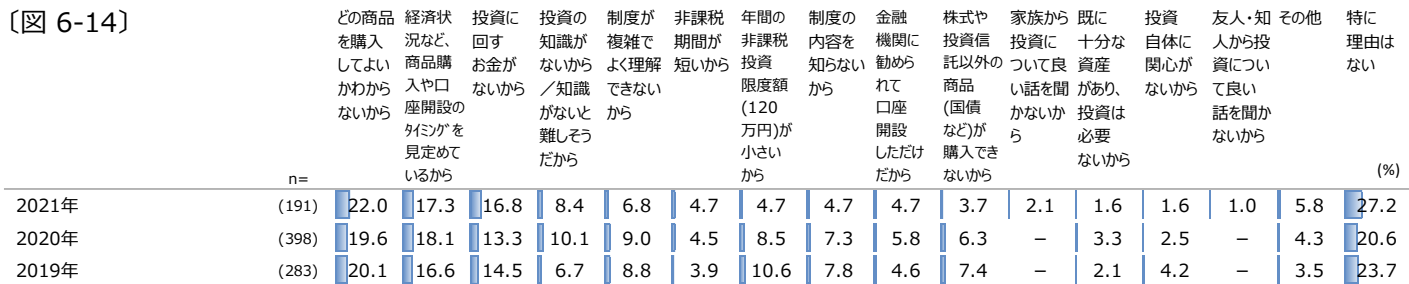 〔図 6-14〕
どの商品
を購入
してよい
かわから
ないから
経済状
況など、
商品購
入や口
座開設の
ﾀｲﾐﾝｸﾞを
見定めて
いるから
投資に
回す
お金が
ないから
投資の
知識が
ないから
／知識
がないと
難しそう
だから
制度が
複雑で
よく理解
できない
から
非課税
期間が
短いから
年間の
非課税
投資
限度額
(120
万円)が
小さい
から
制度の
内容を
知らない
から
金融
機関に
勧めら
れて
口座
開設
しただけ
だから
株式や
投資信
託以外の
商品
(国債
など)が
購入でき
ないから
家族から
投資に
ついて良
い話を聞
かないか
ら
既に
十分な
資産
があり、
投資は
必要
ないから
投資
自体に
関心が
ないから
友人・知
人から投
資につい
て良い
話を聞か
ないから
その他
特に
理由は
ない
n=
(%)
2021年 (191) 22.0 17.3 16.8 8.4 6.8 4.7 4.7 4.7 4.7 3.7 2.1 1.6 1.6 1.0 5.8 27.2
2020年 (398) 19.6 18.1 13.3 10.1 9.0 4.5 8.5 7.3 5.8 6.3 − 3.3 2.5 − 4.3 20.6
2019年 (283) 20.1 16.6 14.5 6.7 8.8 3.9 10.6 7.8 4.6 7.4 − 2.1 4.2 − 3.5 23.7